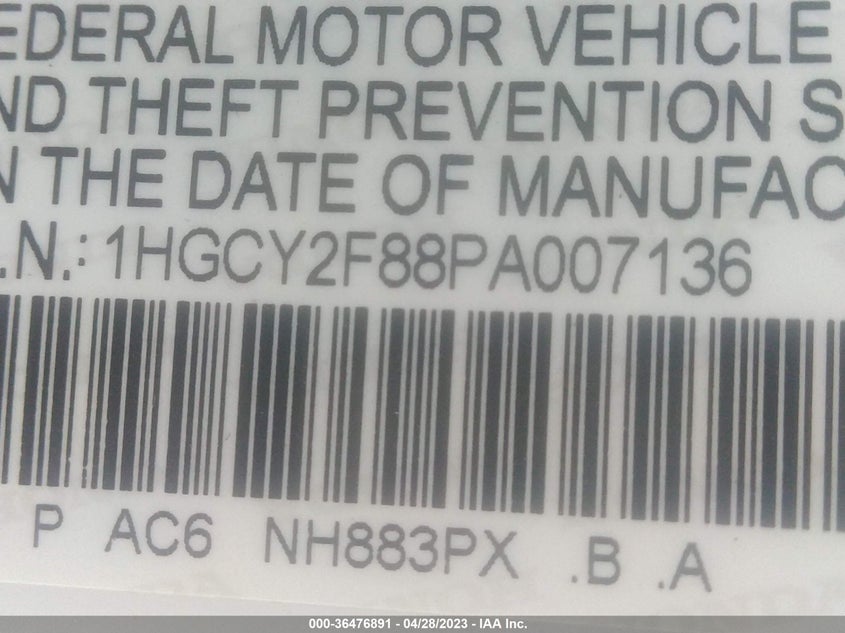 EDERAL MOTOR VEHICLE
ND THEFT PREVENTION S
N THE DATE OF MANUFAC
.N.: 1HGCY2F88PA007136
P AC6 NH883PX .B .A
000-36476891 - 04/28/2023 - IAA Inc.